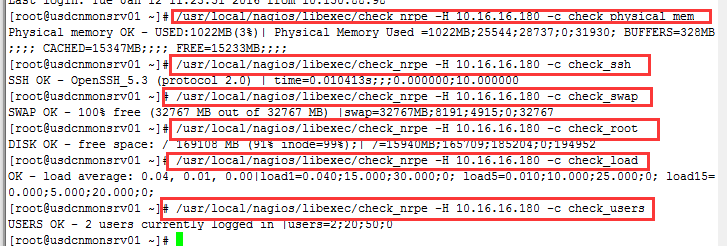 Last login: Tue Jan 12 11:23:51 2016 from 10.130.88.98
[root@usdcnmonsrv01 ~]# /usr/local/nagios/libexec/check_nrpe -H 10.16.16.180 -c check_physical_mem
Physical memory OK - USED:1022MB(3%)| Physical Memory Used =1022MB;25544;28737;0;31930; BUFFERS=328MB
;;;; CACHED=15347MB;;;; FREE=15233MB;;;;
[root@usdcnmonsrv01 ~]# /usr/local/nagios/libexec/check_nrpe -H 10.16.16.180 -c check_ssh
SSH OK - OpenSSH_5.3 (protocol 2.0) | time=0.010413s;;;0.000000;10.000000
[root@usdcnmonsrv01 ~]# /usr/local/nagios/libexec/check_nrpe -H 10.16.16.180 -c check_swap
SWAP OK - 100% free (32767 MB out of 32767 MB) |swap=32767MB;8191;4915;0;32767
[root@usdcnmonsrv01 ~]# /usr/local/nagios/libexec/check_nrpe -H 10.16.16.180 -c check_root
DISK OK - free space: / 169108 MB (91% inode=99%);| /=15940MB;165709;185204;0;194952
[root@usdcnmonsrv01 ~]# /usr/local/nagios/libexec/check_nrpe -H 10.16.16.180 -c check_load
OK - load average: 0.04, 0.01, 0.00|load1=0.040;15.000;30.000;0; load5=0.010;10.000;25.000;0; load15=
0.000;5.000;20.000;0;
[root@usdcnmonsrv01 ~]# /usr/local/nagios/libexec/check_nrpe -H 10.16.16.180 -c check_users
USERS OK - 2 users currently logged in |users=2;20;50;0
[root@usdcnmonsrv01 ~]#